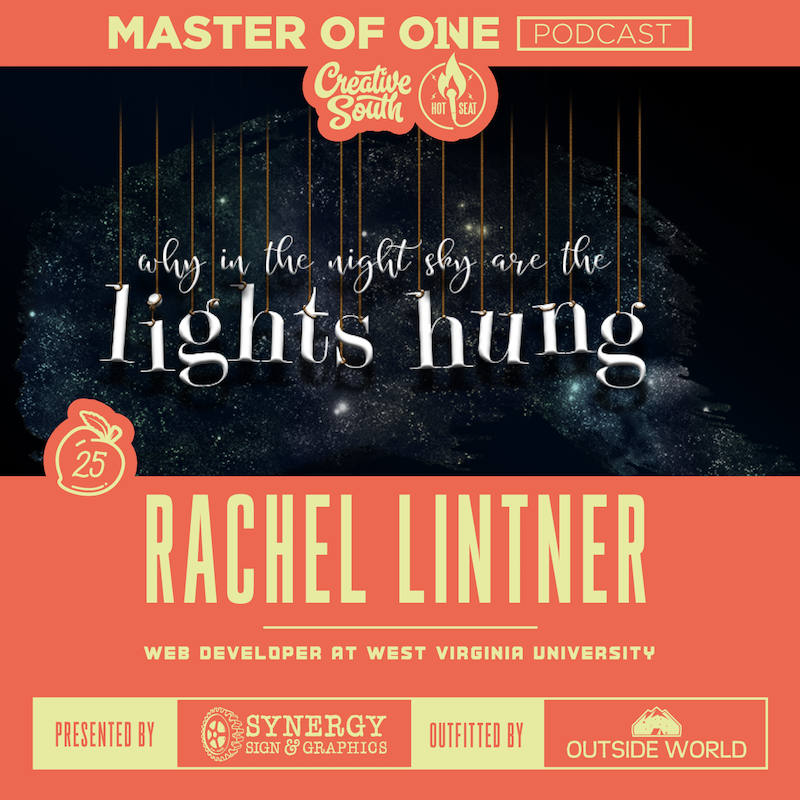 MASTER OF ONE PODCAST
Creative South
HOT SEAT
why in the night sky are the
lights hung
25
RACHEL LINTNER
WEB DEVELOPER AT WEST VIRGINIA UNIVERSITY
PRESENTED BY
SYNERGY
SIGN & GRAPHICS
OUTFITTED BY
OUTSIDE WORLD